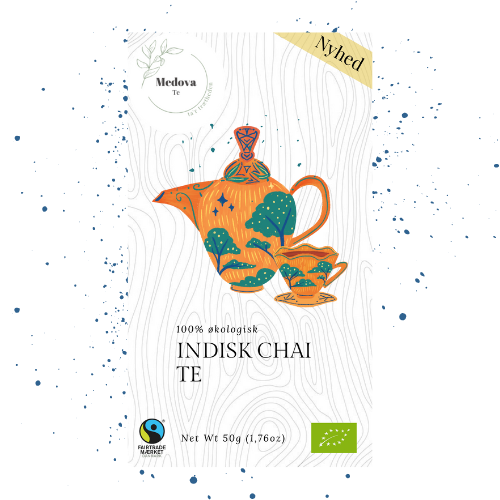 Nyhed
Medova
Te
100% økologisk
INDISK CHAI
TE
FAIRTRADE
MÆRKET
Net Wt 50g (1,76oz)